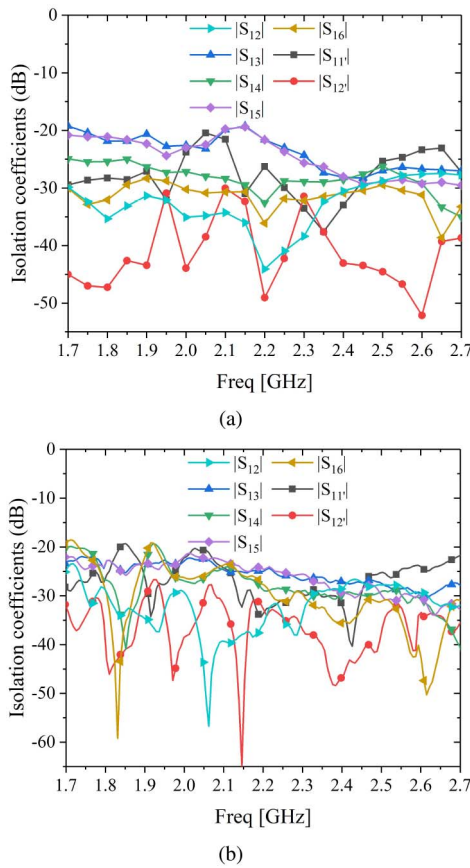 0
-10
-20
-30
-40
-50
Isolation coefficients (dB)
|S12| |S16|
|S13| |S11'|
|S14| |S12'|
|S15|
1.7 1.8 1.9 2.0 2.1 2.2 2.3 2.4 2.5 2.6 2.7
Freq [GHz]
(a)
0
-10
-20
-30
-40
-50
-60
Isolation coefficients (dB)
|S12| |S16|
|S13| |S11'|
|S14| |S12'|
|S15|
1.7 1.8 1.9 2.0 2.1 2.2 2.3 2.4 2.5 2.6 2.7
Freq [GHz]
(b)